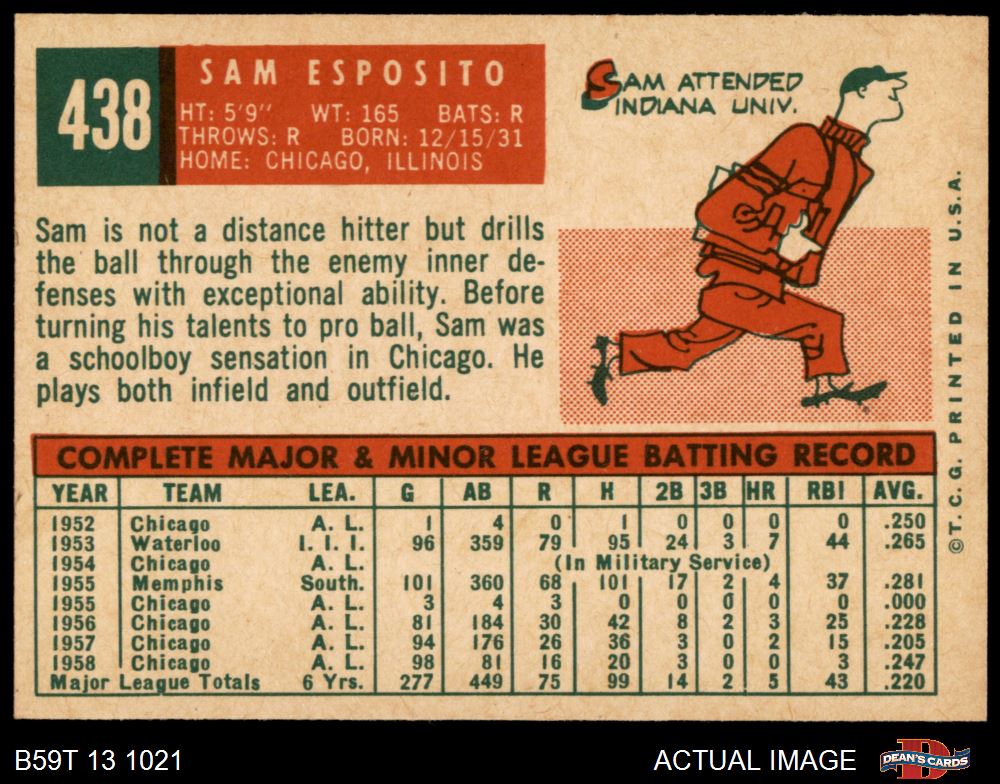 438
SAM ESPOSITO
HT: 5'9" WT: 165 BATS: R
THROWS: R BORN: 12/15/31
HOME: CHICAGO, ILLINOIS
SAM ATTENDED
INDIANA UNIV.
Sam is not a distance hitter but drills
the ball through the enemy inner de-
fenses with exceptional ability. Before
turning his talents to pro ball, Sam was
a schoolboy sensation in Chicago. He
plays both infield and outfield.
©T. C. G. PRINTED IN U.S.A.
COMPLETE MAJOR & MINOR LEAGUE BATTING RECORD
YEAR TEAM LEA. G AB R H 2B 3B HR RBI AVG.
1952 Chicago A. L. 1 4 0 1 0 0 0 0 .250
1953 Waterloo I. I. I. 96 359 79 95 24 3 7 44 .265
1954 Chicago A. L. (In Military Service)
1955 Memphis South. 101 360 68 101 17 2 4 37 .281
1955 Chicago A. L. 3 4 3 0 0 0 0 0 .000
1956 Chicago A. L. 81 184 30 42 8 2 3 25 .228
1957 Chicago A. L. 94 176 26 36 3 0 2 15 .205
1958 Chicago A. L. 98 81 16 20 3 0 0 3 .247
Major League Totals 6 Yrs. 277 449 75 99 14 2 5 43 .220
B59T 13 1021
ACTUAL IMAGE
D
DEAN'S CARDS